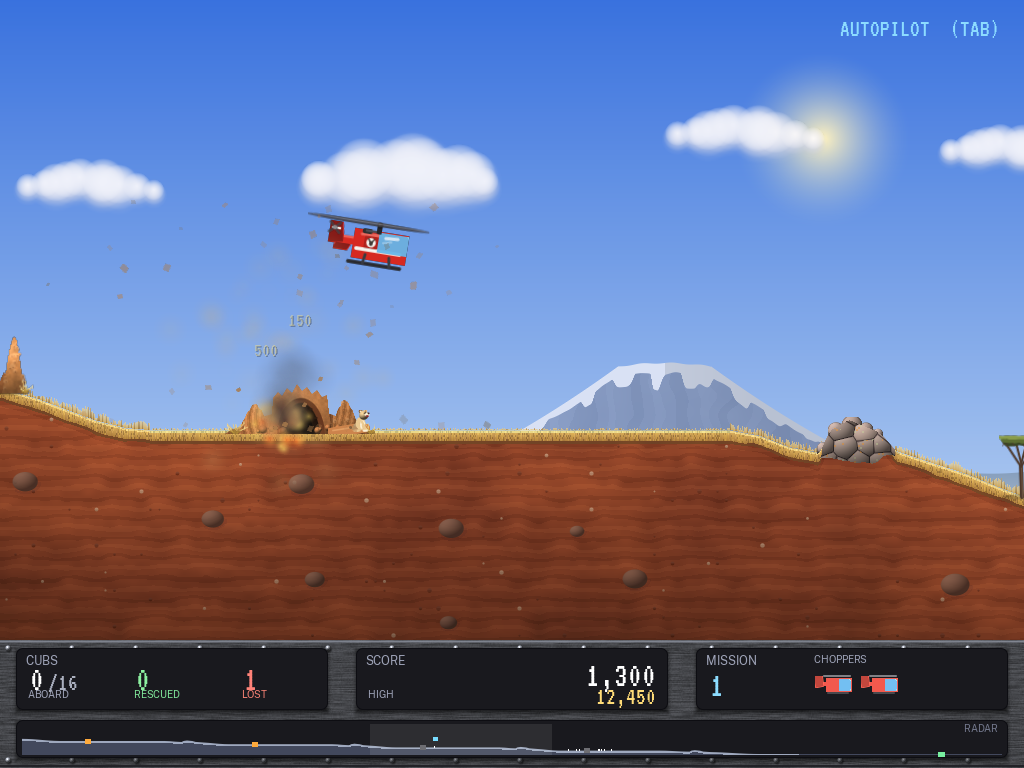 AUTOPILOT (TAB)
150
500
CUBS
0/16
ABOARD
0
RESCUED
1
LOST
SCORE
1,300
HIGH
12,450
MISSION
1
CHOPPERS
RADAR